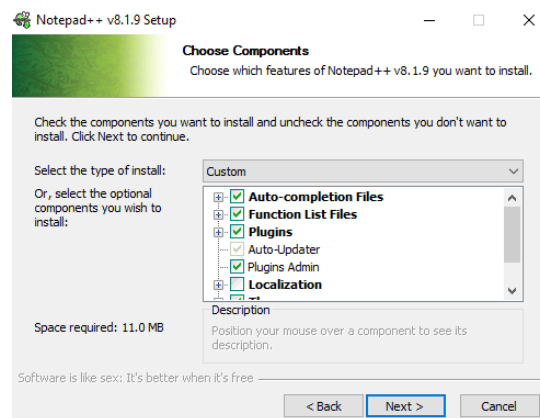 Notepad++ v8.1.9 Setup
Choose Components
Choose which features of Notepad++ v8.1.9 you want to install.
Check the components you want to install and uncheck the components you don't want to
install. Click Next to continue.
Select the type of install:
Custom
Or, select the optional
components you wish to
install:
Auto-completion Files
Function List Files
Plugins
Auto-Updater
Plugins Admin
Localization
Description
Position your mouse over a component to see its
description.
Space required: 11.0 MB
Software is like sex: It's better when it's free
< Back
Next >
Cancel